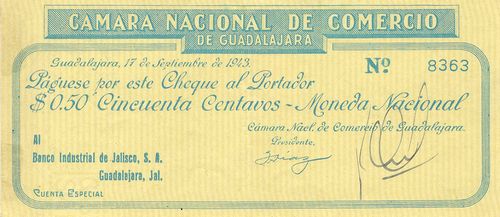 CAMARA NACIONAL DE COMERCIO
DE GUADALAJARA
Guadalajara, 17 de Septiembre de 1943.
Nº 8363
Páguese por este Cheque al Portador
$ 0.50 Cincuenta Centavos - Moneda Nacional
Cámara Nacl. de Comercio de Guadalajara.
Presidente.
Al
Banco Industrial de Jalisco, S. A.
Guadalajara, Jal.
CUENTA ESPECIAL